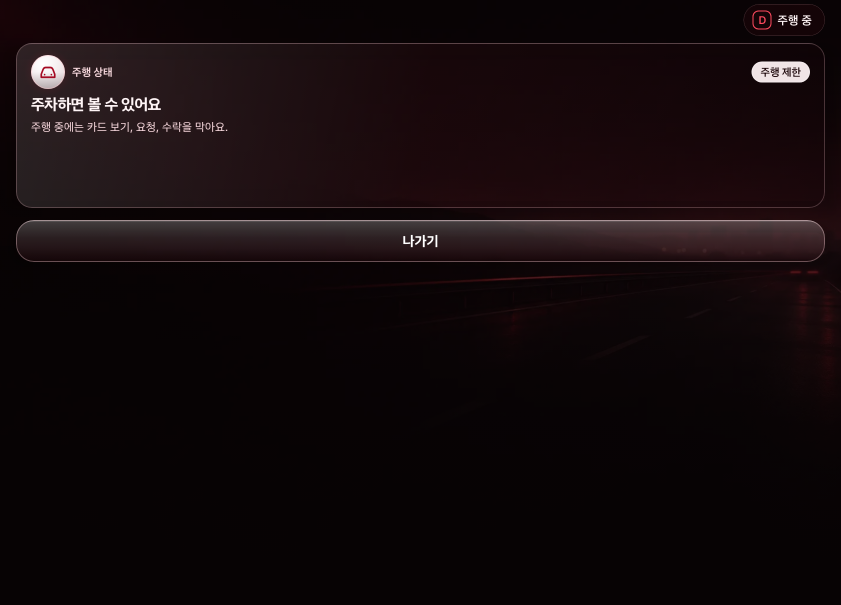 D 주행 중
주행 상태
주행 제한
주차하면 볼 수 있어요
주행 중에는 카드 보기, 요청, 수락을 막아요.
나가기